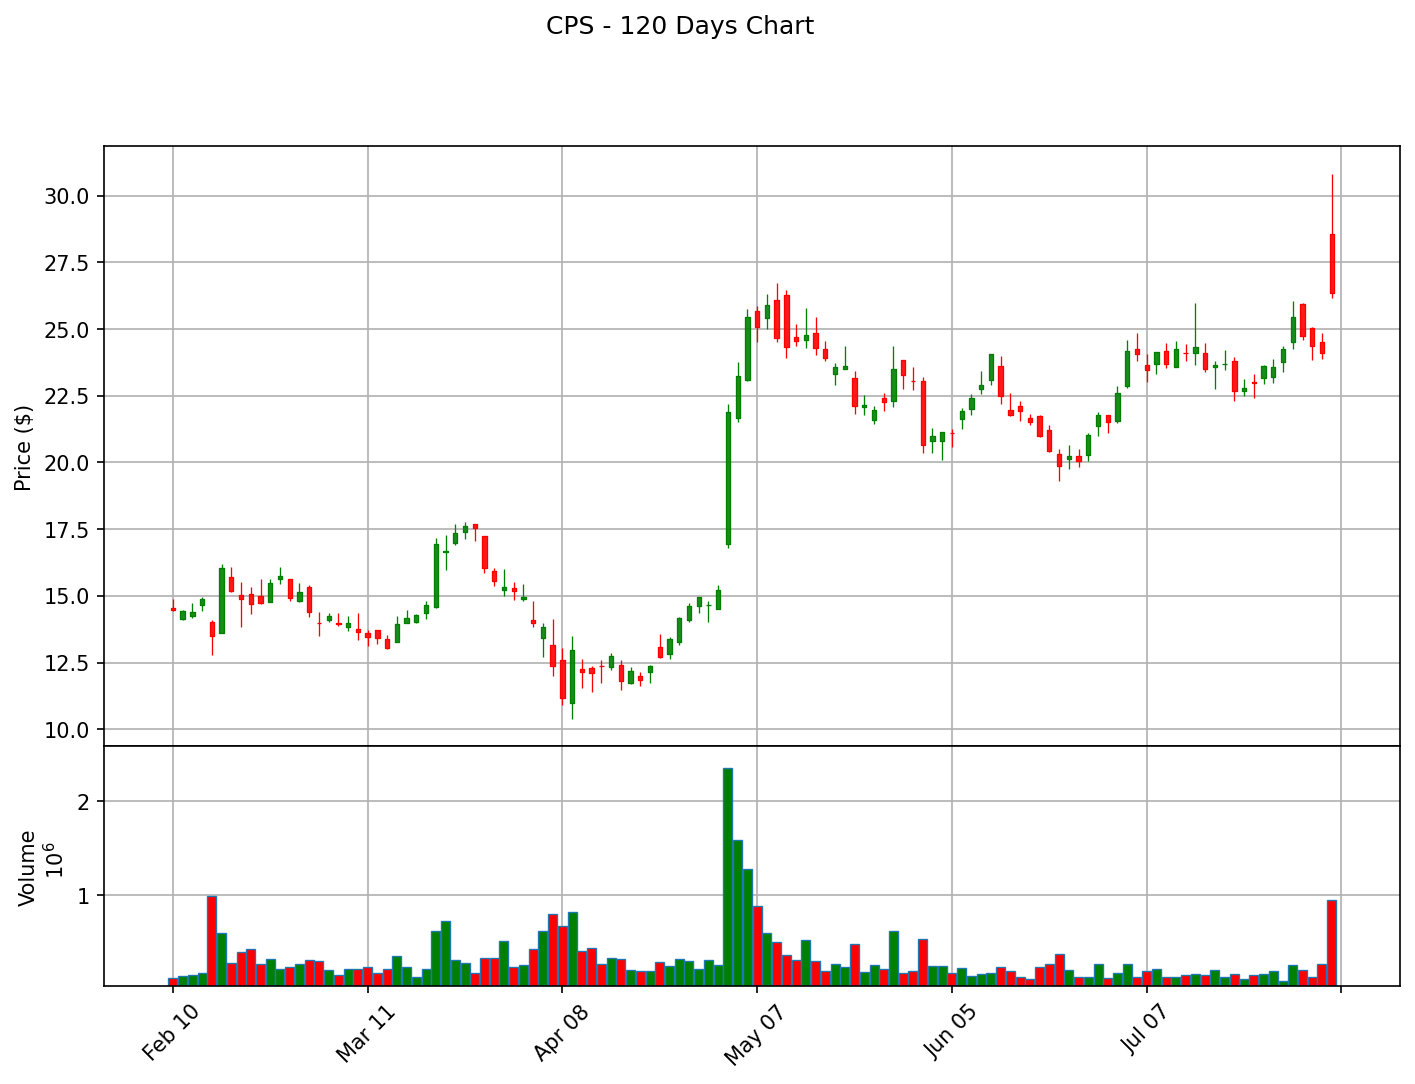 CPS - 120 Days Chart
Price ($)
30.0
27.5
25.0
22.5
20.0
17.5
15.0
12.5
10.0
Volume
10⁶
2
1
Feb 10
Mar 11
Apr 08
May 07
Jun 05
Jul 07